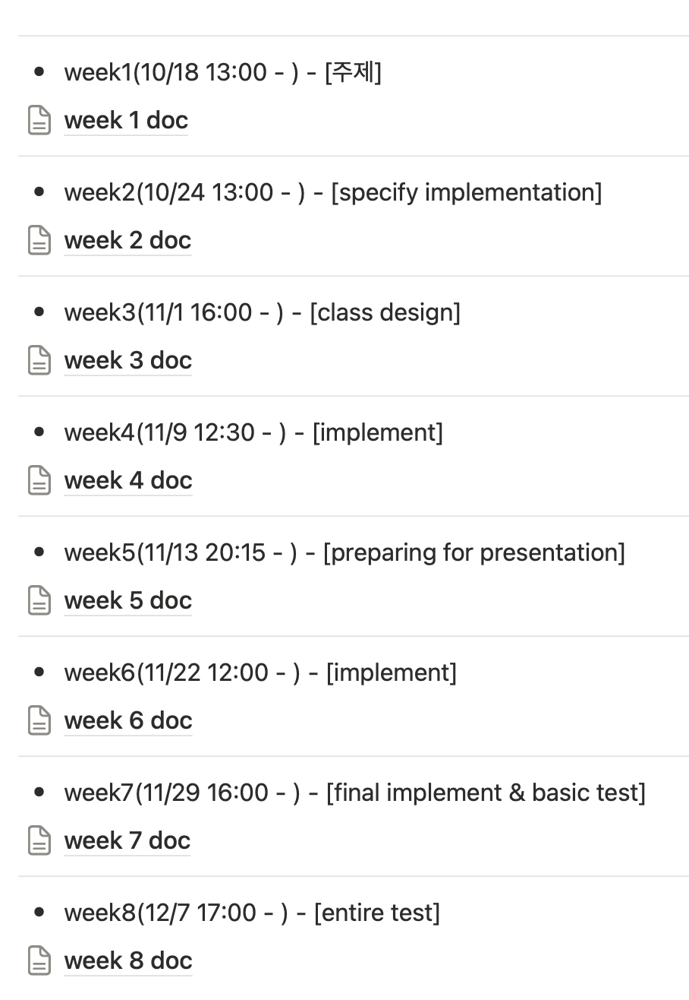 • week1(10/18 13:00 - ) - [주제]
week 1 doc
• week2(10/24 13:00 - ) - [specify implementation]
week 2 doc
• week3(11/1 16:00 - ) - [class design]
week 3 doc
• week4(11/9 12:30 - ) - [implement]
week 4 doc
• week5(11/13 20:15 - ) - [preparing for presentation]
week 5 doc
• week6(11/22 12:00 - ) - [implement]
week 6 doc
• week7(11/29 16:00 - ) - [final implement & basic test]
week 7 doc
• week8(12/7 17:00 - ) - [entire test]
week 8 doc